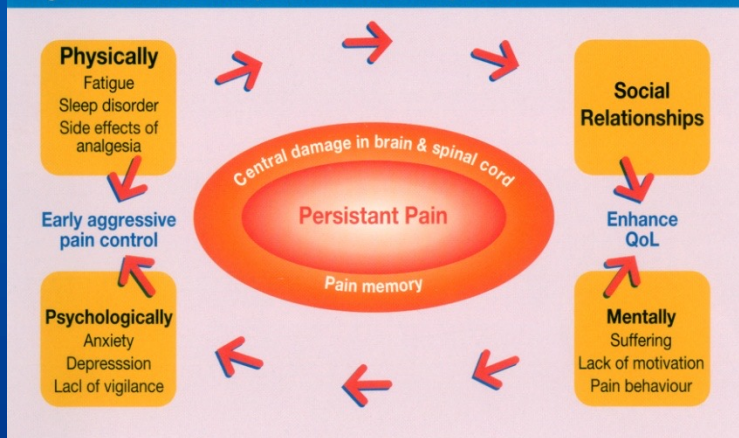 Physically
Fatigue
Sleep disorder
Side effects of
analgesia
Social
Relationships
Central damage in brain & spinal cord
Persistant Pain
Pain memory
Early aggressive
pain control
Enhance
QoL
Psychologically
Anxiety
Depresssion
Lacl of vigilance
Mentally
Suffering
Lack of motivation
Pain behaviour